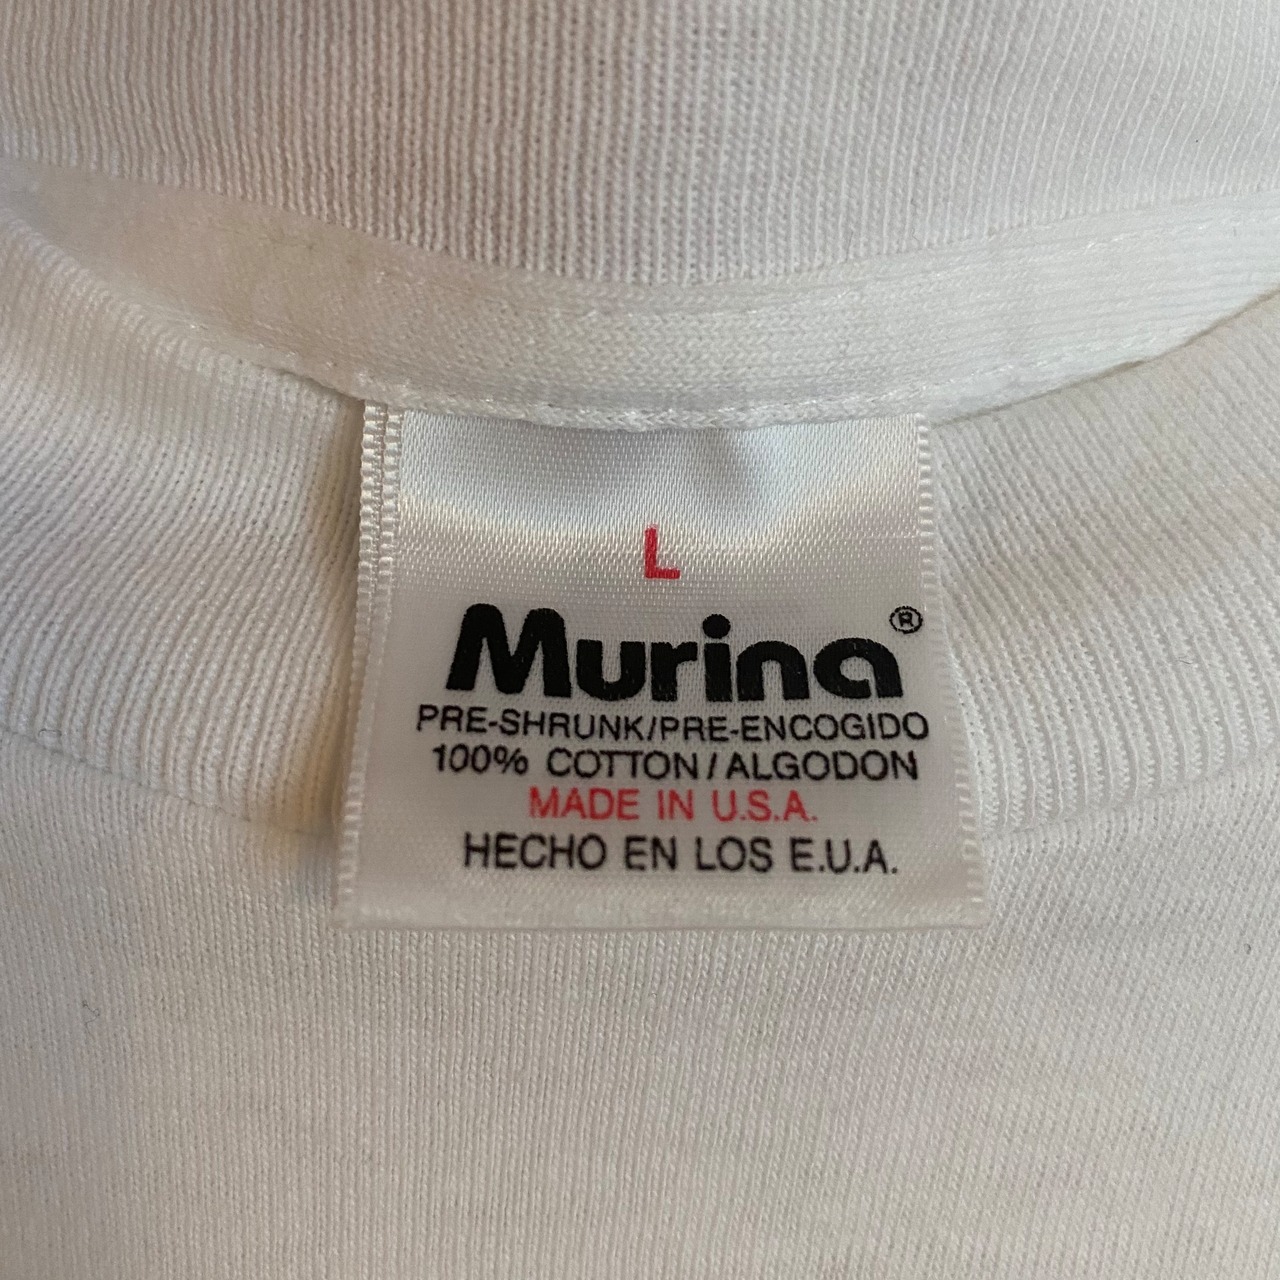 L
Murina®
PRE-SHRUNK/PRE-ENCOGIDO
100% COTTON/ALGODON
MADE IN U.S.A.
HECHO EN LOS E.U.A.